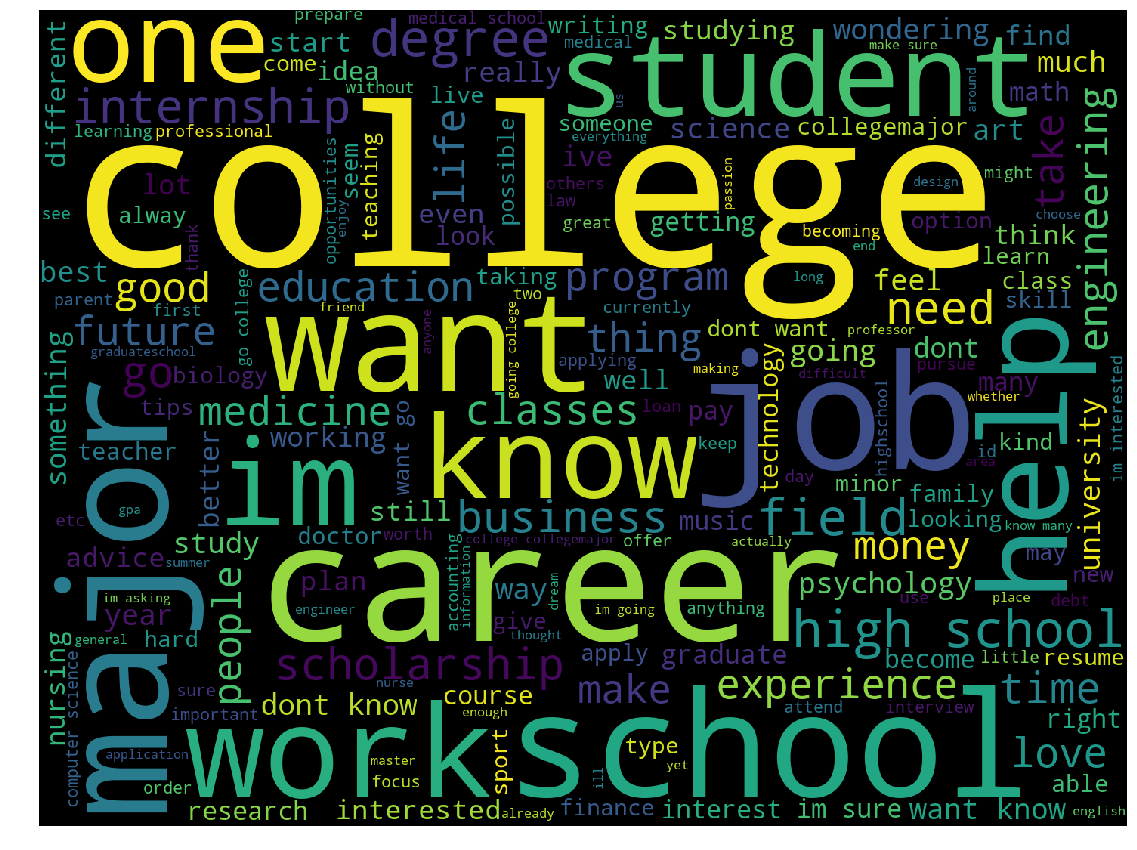 prepare
medical school
writing
studying
wondering
find
one
start
degree
medical
make sure
come
idea
really
student
much
without
different
internship
live
us
around
math
possible
someone
science
collegemajor
art
learning
professional
everything
engineering
take
life
college
opportunities
enjoy
seem
teaching
ive
passion
might
lot
others
design
law
see
alway
even
great
getting
becoming
option
choose
look
end
think
thank
learn
best
education
taking
program
long
feel
class
parent
good
two
currently
need
skill
first
friend
go college
want
going college
anyone
thing
dont want
professor
help
future
graduateschool
applying
going
dont
making
difficult
pursue
something
go
biology
well
technology
job
many
whether
tips
medicine
classes
loan
pay
im interested
major
im
working
want go
know
keep
highschool
id
kind
university
teacher
better
day
area
minor
family
gpa
still
business
music
field
looking
know many
etc
doctor
worth
college collegemajor
offer
actually
advice
study
career
money
may
summer
plan
accounting
information
way
dream
psychology
new
im asking
people
engineer
give
im going
anything
use
place
debt
year
thought
high school
general
hard
nursing
scholarship
apply
graduate
become
little
resume
computer science
sure
nurse
course
make
experience
time
important
dont know
enough
attend
interview
right
work
school
application
sport
type
love
master
yet
order
focus
ill
able
research
interested
already
finance
interest
im sure
want know
english